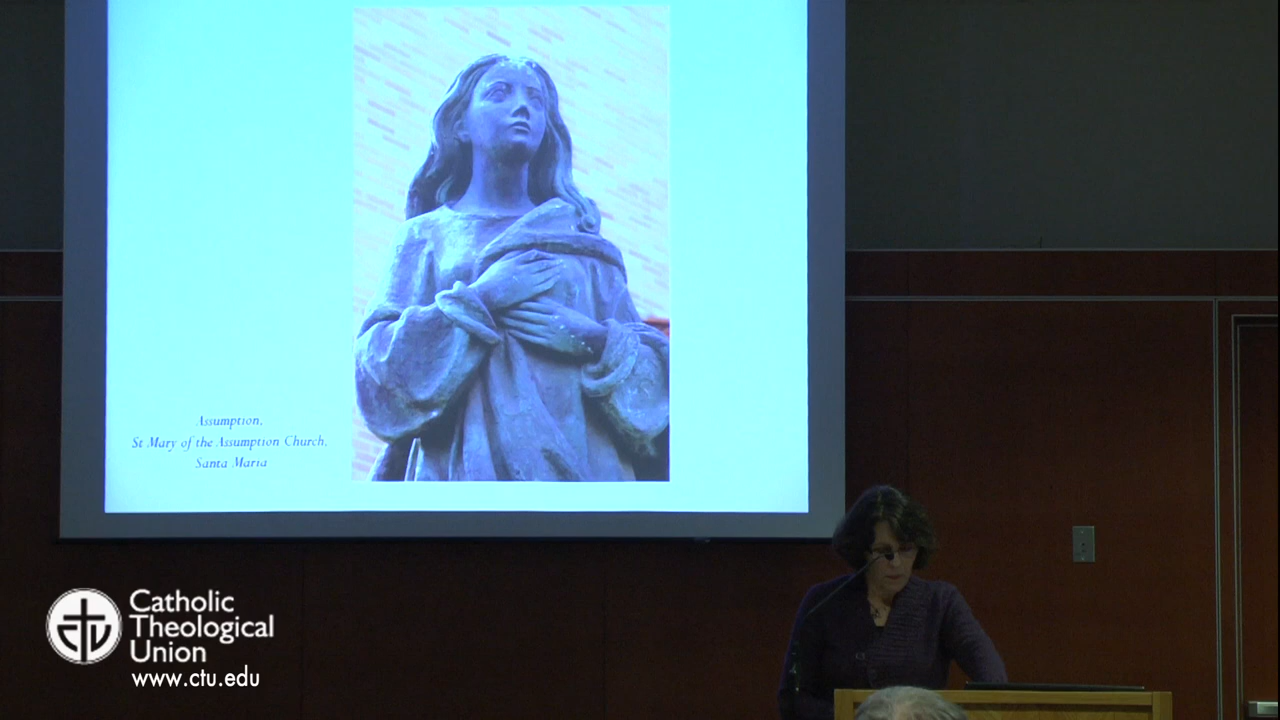 Assumption,
St Mary of the Assumption Church,
Santa Maria
Catholic
Theological
Union
www.ctu.edu